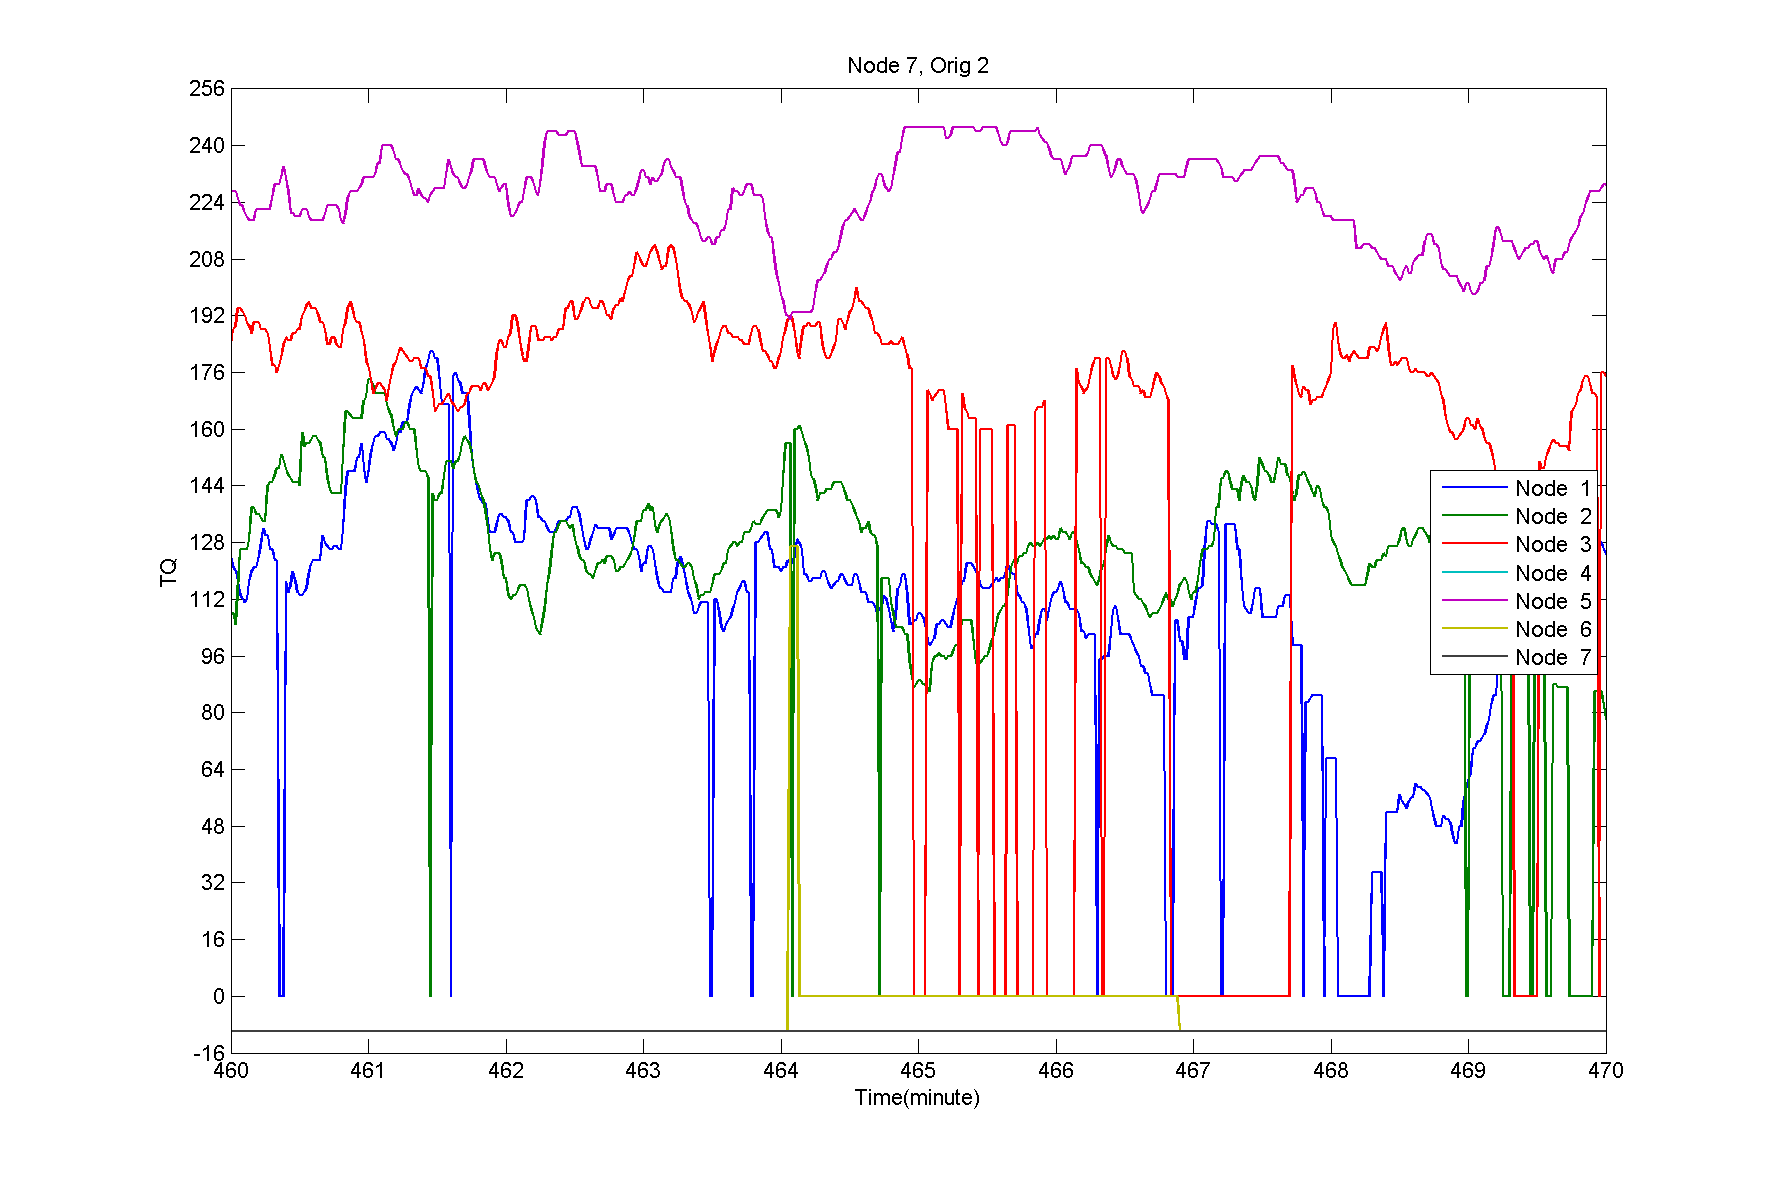 Node 7, Orig 2
256
240
224
208
192
176
160
144
128
112
96
80
64
48
32
16
0
-16
TQ
Node 1
Node 2
Node 3
Node 4
Node 5
Node 6
Node 7
460 461 462 463 464 465 466 467 468 469 470
Time(minute)